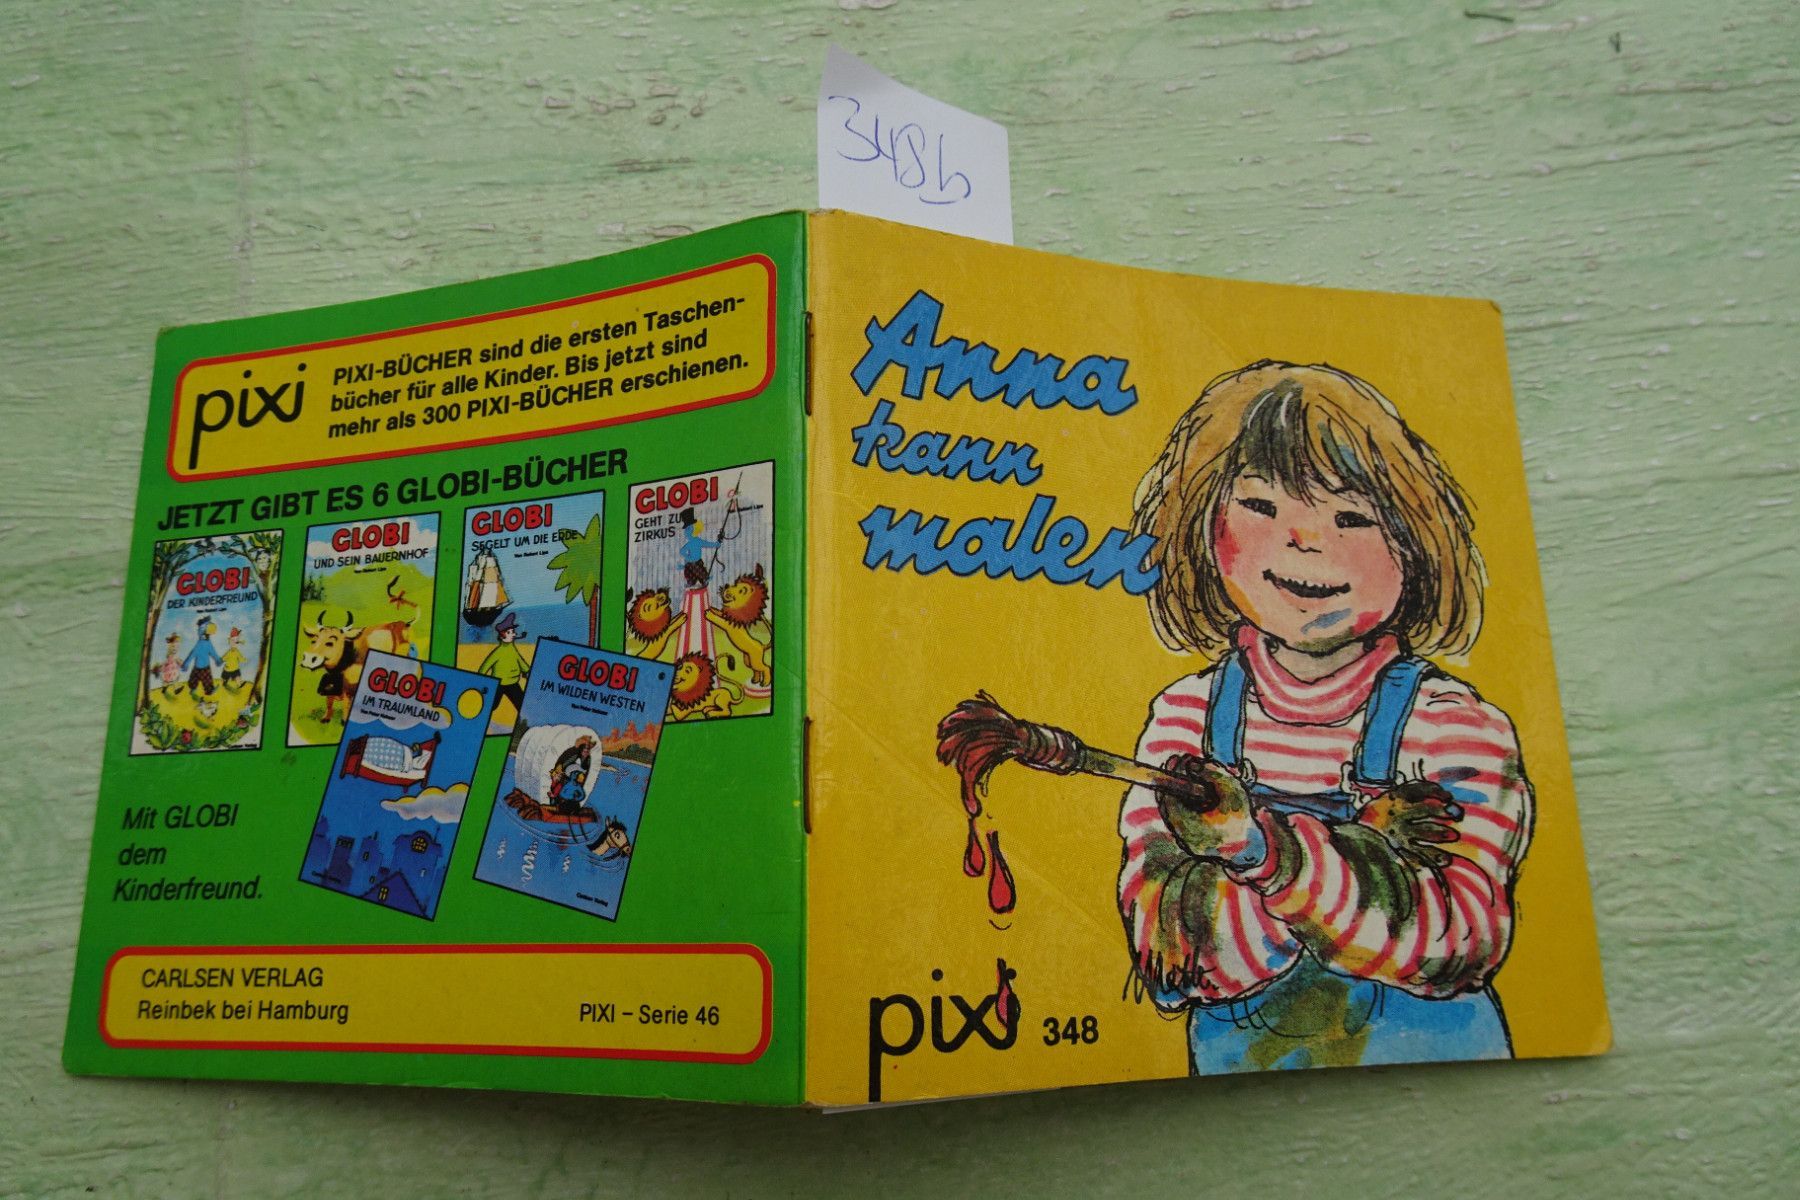 348b
pixi
PIXI-BÜCHER sind die ersten Taschen-
bücher für alle Kinder. Bis jetzt sind
mehr als 300 PIXI-BÜCHER erschienen.
JETZT GIBT ES 6 GLOBI-BÜCHER
GLOBI
DER KINDERFREUND
GLOBI
UND SEIN BAUERNHOF
GLOBI
SEGELT UM DIE ERDE
GLOBI
GEHT ZUM
ZIRKUS
GLOBI
IM TRAUMLAND
GLOBI
IM WILDEN WESTEN
Mit GLOBI
dem
Kinderfreund.
CARLSEN VERLAG
Reinbek bei Hamburg
PIXI – Serie 46
Anna
kann
malen
pixi 348